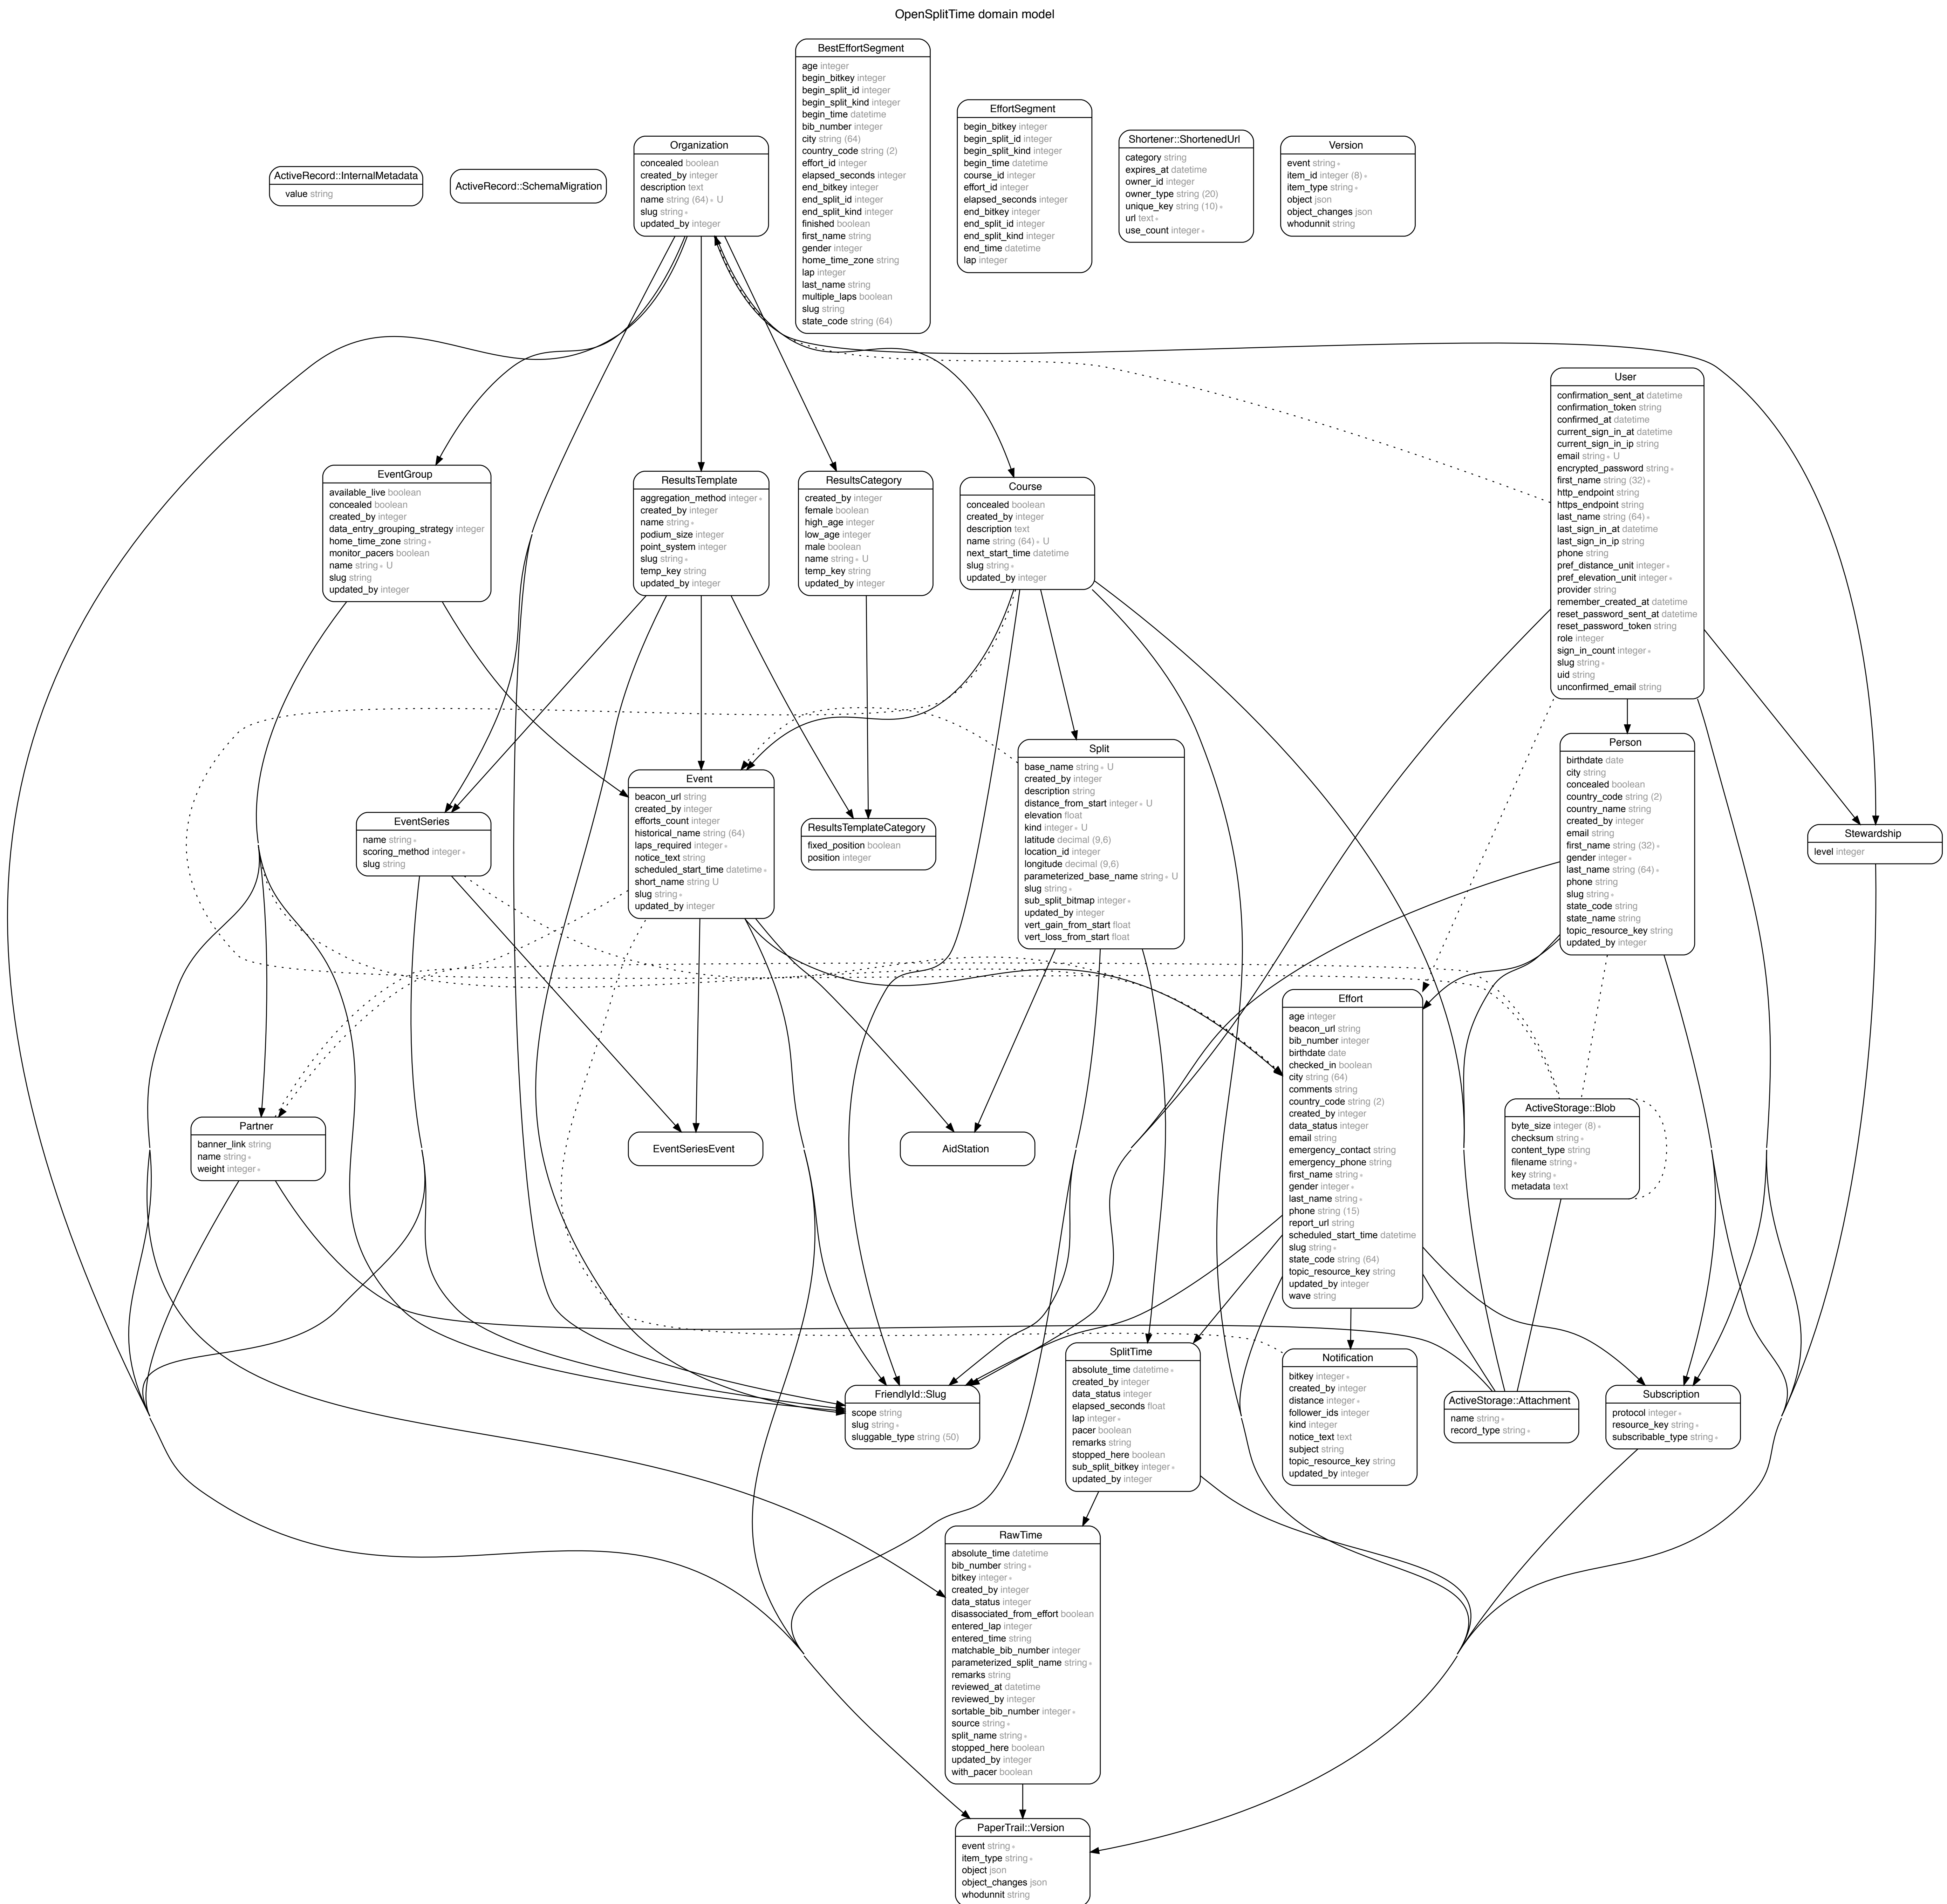 OpenSplitTime domain model
BestEffortSegment
age integer
begin_bitkey integer
begin_split_id integer
begin_split_kind integer
begin_time datetime
bib_number integer
city string (64)
country_code string (2)
effort_id integer
elapsed_seconds integer
end_bitkey integer
end_split_id integer
end_split_kind integer
finished boolean
first_name string
gender integer
home_time_zone string
lap integer
last_name string
multiple_laps boolean
slug string
state_code string (64)
EffortSegment
begin_bitkey integer
begin_split_id integer
begin_split_kind integer
begin_time datetime
course_id integer
effort_id integer
elapsed_seconds integer
end_bitkey integer
end_split_id integer
end_split_kind integer
end_time datetime
lap integer
Shortener::ShortenedUrl
category string
expires_at datetime
owner_id integer
owner_type string (20)
unique_key string (10) ∗
url text ∗
use_count integer ∗
Version
event string ∗
item_id integer (8) ∗
item_type string ∗
object json
object_changes json
whodunnit string
Organization
concealed boolean
created_by integer
description text
name string (64) ∗ U
slug string ∗
updated_by integer
ActiveRecord::InternalMetadata
value string
ActiveRecord::SchemaMigration
User
confirmation_sent_at datetime
confirmation_token string
confirmed_at datetime
current_sign_in_at datetime
current_sign_in_ip string
email string ∗ U
encrypted_password string ∗
first_name string (32) ∗
http_endpoint string
https_endpoint string
last_name string (64) ∗
last_sign_in_at datetime
last_sign_in_ip string
phone string
pref_distance_unit integer ∗
pref_elevation_unit integer ∗
provider string
remember_created_at datetime
reset_password_sent_at datetime
reset_password_token string
role integer
sign_in_count integer ∗
slug string ∗
uid string
unconfirmed_email string
EventGroup
available_live boolean
concealed boolean
created_by integer
data_entry_grouping_strategy integer
home_time_zone string ∗
monitor_pacers boolean
name string ∗ U
slug string
updated_by integer
ResultsTemplate
aggregation_method integer ∗
created_by integer
name string ∗
podium_size integer
point_system integer
slug string ∗
temp_key string
updated_by integer
ResultsCategory
created_by integer
female boolean
high_age integer
low_age integer
male boolean
name string ∗ U
temp_key string
updated_by integer
Course
concealed boolean
created_by integer
description text
name string (64) ∗ U
next_start_time datetime
slug string ∗
updated_by integer
Split
base_name string ∗ U
created_by integer
description string
distance_from_start integer ∗ U
elevation float
kind integer ∗ U
latitude decimal (9,6)
location_id integer
longitude decimal (9,6)
parameterized_base_name string ∗ U
slug string ∗
sub_split_bitmap integer ∗
updated_by integer
vert_gain_from_start float
vert_loss_from_start float
Person
birthdate date
city string
concealed boolean
country_code string (2)
country_name string
created_by integer
email string
first_name string (32) ∗
gender integer ∗
last_name string (64) ∗
phone string
slug string ∗
state_code string
state_name string
topic_resource_key string
updated_by integer
Event
beacon_url string
created_by integer
efforts_count integer
historical_name string (64)
laps_required integer ∗
notice_text string
scheduled_start_time datetime ∗
short_name string U
slug string ∗
updated_by integer
EventSeries
name string ∗
scoring_method integer ∗
slug string
ResultsTemplateCategory
fixed_position boolean
position integer
Stewardship
level integer
Effort
age integer
beacon_url string
bib_number integer
birthdate date
checked_in boolean
city string (64)
comments string
country_code string (2)
created_by integer
data_status integer
email string
emergency_contact string
emergency_phone string
first_name string ∗
gender integer ∗
last_name string ∗
phone string (15)
report_url string
scheduled_start_time datetime
slug string ∗
state_code string (64)
topic_resource_key string
updated_by integer
wave string
ActiveStorage::Blob
byte_size integer (8) ∗
checksum string ∗
content_type string
filename string ∗
key string ∗
metadata text
Partner
banner_link string
name string ∗
weight integer ∗
EventSeriesEvent
AidStation
SplitTime
absolute_time datetime ∗
created_by integer
data_status integer
elapsed_seconds float
lap integer ∗
pacer boolean
remarks string
stopped_here boolean
sub_split_bitkey integer ∗
updated_by integer
Notification
bitkey integer ∗
created_by integer
distance integer ∗
follower_ids integer
kind integer
notice_text text
subject string
topic_resource_key string
updated_by integer
FriendlyId::Slug
scope string
slug string ∗
sluggable_type string (50)
ActiveStorage::Attachment
name string ∗
record_type string ∗
Subscription
protocol integer ∗
resource_key string ∗
subscribable_type string ∗
RawTime
absolute_time datetime
bib_number string ∗
bitkey integer ∗
created_by integer
data_status integer
disassociated_from_effort boolean
entered_lap integer
entered_time string
matchable_bib_number integer
parameterized_split_name string ∗
remarks string
reviewed_at datetime
reviewed_by integer
sortable_bib_number integer ∗
source string ∗
split_name string ∗
stopped_here boolean
updated_by integer
with_pacer boolean
PaperTrail::Version
event string ∗
item_type string ∗
object json
object_changes json
whodunnit string